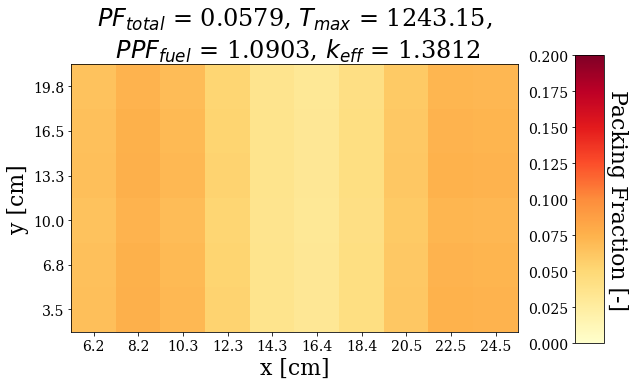 PF_total = 0.0579, T_max = 1243.15,
PPF_fuel = 1.0903, k_eff = 1.3812
19.8
16.5
13.3
10.0
6.8
3.5
y [cm]
6.2 8.2 10.3 12.3 14.3 16.4 18.4 20.5 22.5 24.5
x [cm]
0.200
0.175
0.150
0.125
0.100
0.075
0.050
0.025
0.000
Packing Fraction [-]